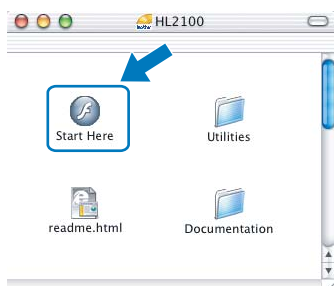 HL2100
Start Here
Utilities
readme.html
Documentation